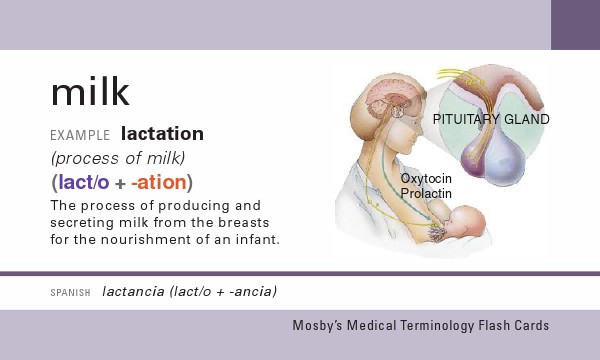 milk
EXAMPLE lactation
(process of milk)
(lact/o + -ation)
The process of producing and
secreting milk from the breasts
for the nourishment of an infant.
PITUITARY GLAND
Oxytocin
Prolactin
SPANISH lactancia (lact/o + -ancia)
Mosby's Medical Terminology Flash Cards